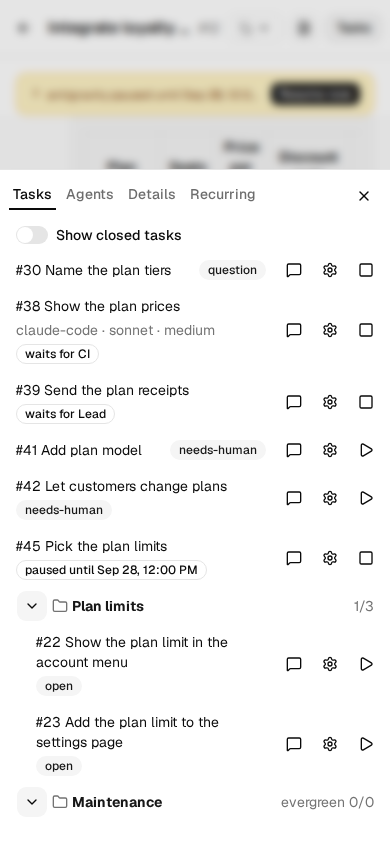 Tasks Agents Details Recurring
Show closed tasks
#30 Name the plan tiers question
#38 Show the plan prices
claude-code · sonnet · medium
waits for CI
#39 Send the plan receipts
waits for Lead
#41 Add plan model needs-human
#42 Let customers change plans
needs-human
#45 Pick the plan limits
paused until Sep 28, 12:00 PM
Plan limits 1/3
#22 Show the plan limit in the
account menu
open
#23 Add the plan limit to the
settings page
open
Maintenance evergreen 0/0